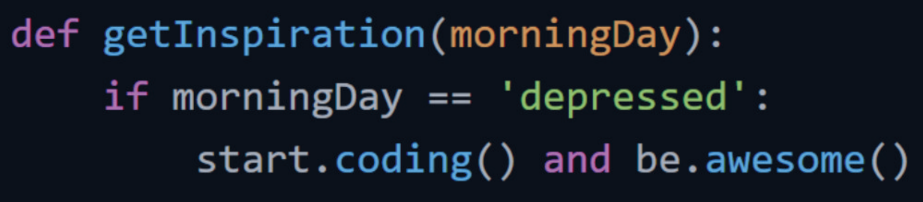 def getInspiration(morningDay):
if morningDay == 'depressed':
start.coding() and be.awesome()